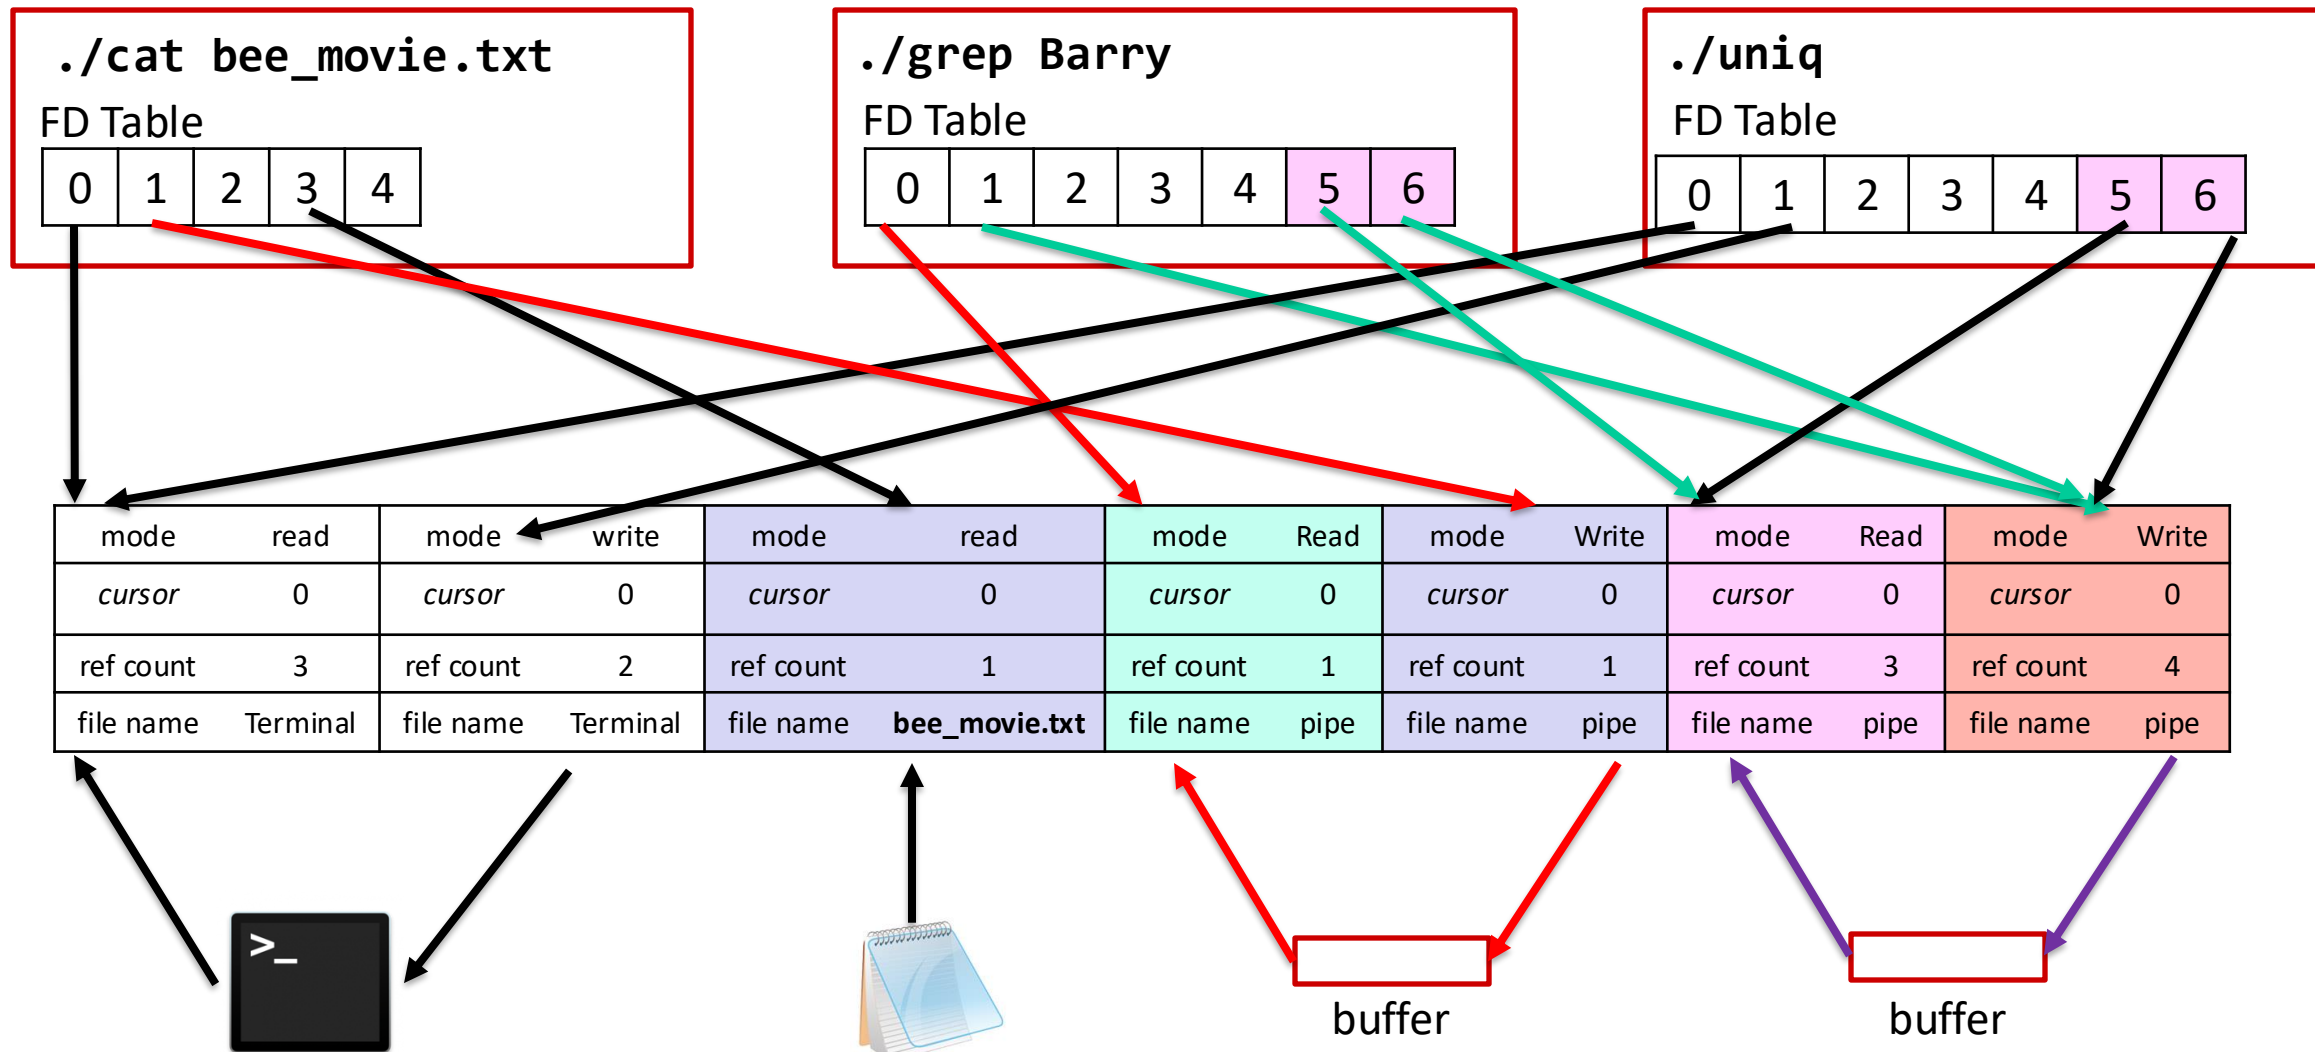 ./cat bee_movie.txt
FD Table
0 1 2 3 4
./grep Barry
FD Table
0 1 2 3 4 5 6
./uniq
FD Table
0 1 2 3 4 5 6
mode read mode write mode read mode Read mode Write mode Read mode Write
cursor 0 cursor 0 cursor 0 cursor 0 cursor 0 cursor 0 cursor 0
ref count 3 ref count 2 ref count 1 ref count 1 ref count 1 ref count 3 ref count 4
file name Terminal file name Terminal file name bee_movie.txt file name pipe file name pipe file name pipe file name pipe
>_
buffer
buffer